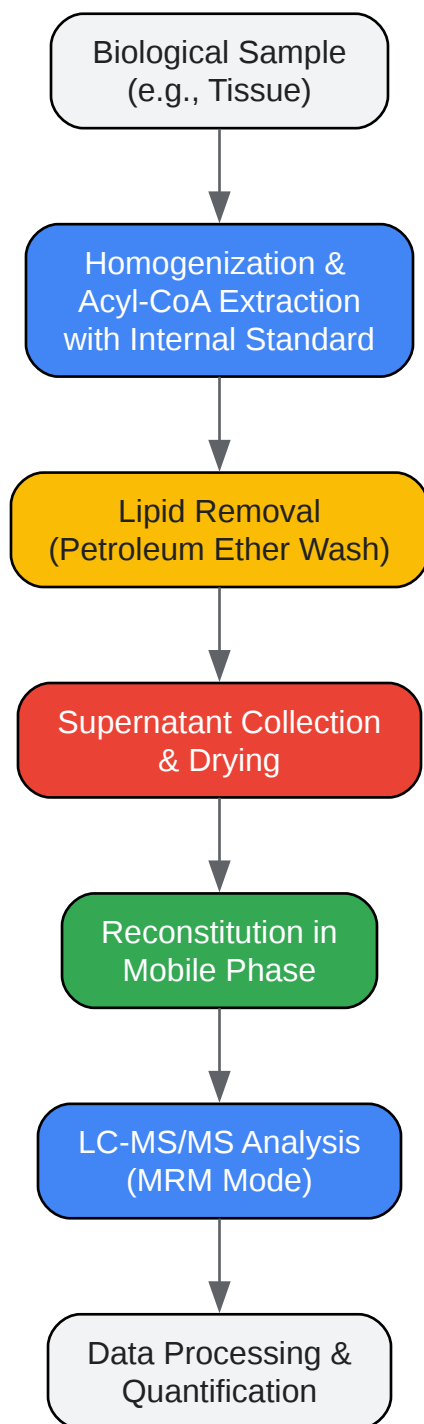 Biological Sample
(e.g., Tissue)
Homogenization &
Acyl-CoA Extraction
with Internal Standard
Lipid Removal
(Petroleum Ether Wash)
Supernatant Collection
& Drying
Reconstitution in
Mobile Phase
LC-MS/MS Analysis
(MRM Mode)
Data Processing &
Quantification